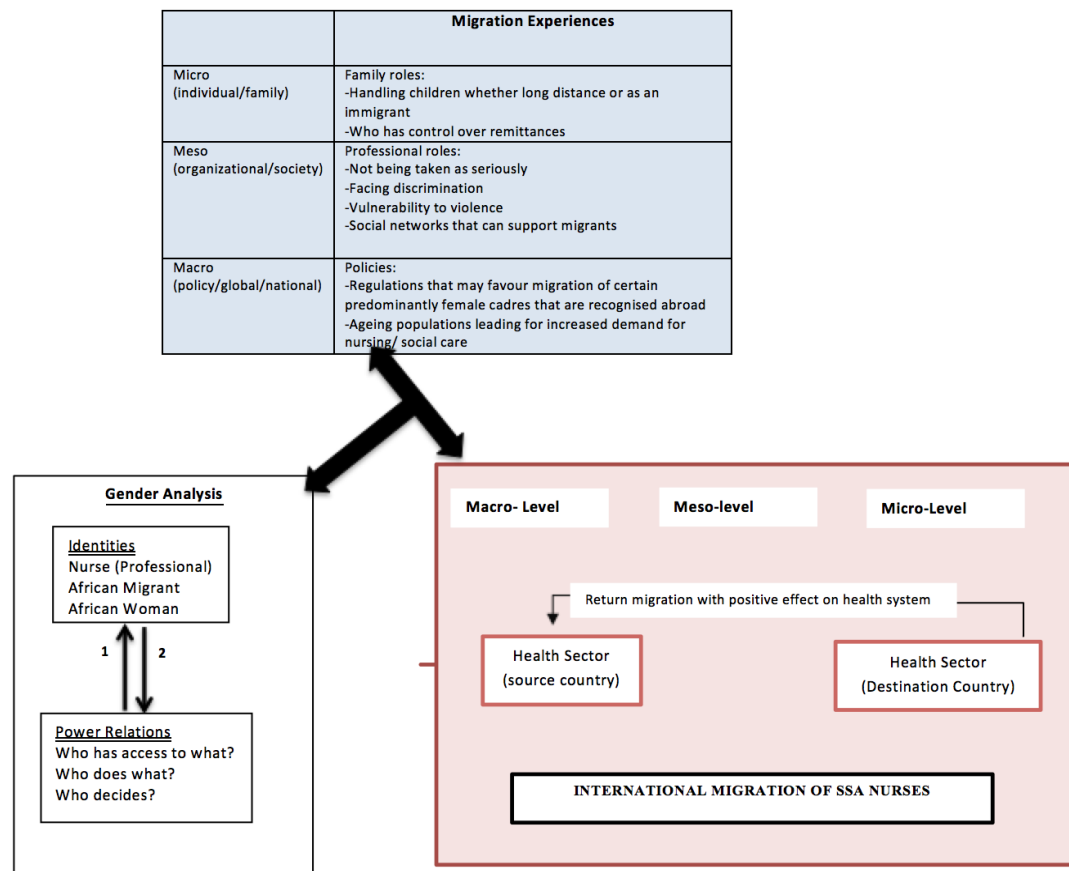 Migration Experiences
Micro
(individual/family)
Family roles:
-Handling children whether long distance or as an
immigrant
-Who has control over remittances
Meso
(organizational/society)
Professional roles:
-Not being taken as seriously
-Facing discrimination
-Vulnerability to violence
-Social networks that can support migrants
Macro
(policy/global/national)
Policies:
-Regulations that may favour migration of certain
predominantly female cadres that are recognised abroad
-Ageing populations leading for increased demand for
nursing/ social care
Gender Analysis
Identities
Nurse (Professional)
African Migrant
African Woman
1
2
Power Relations
Who has access to what?
Who does what?
Who decides?
Macro- Level
Meso-level
Micro-Level
Return migration with positive effect on health system
Health Sector
(source country)
Health Sector
(Destination Country)
INTERNATIONAL MIGRATION OF SSA NURSES